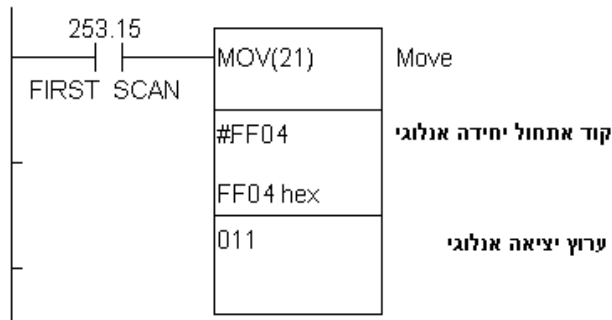 253.15
FIRST SCAN
MOV(21) Move
#FF04 קוד אתחול יחידה אנלוגי
FF04 hex
011 ערוץ יציאה אנלוגי